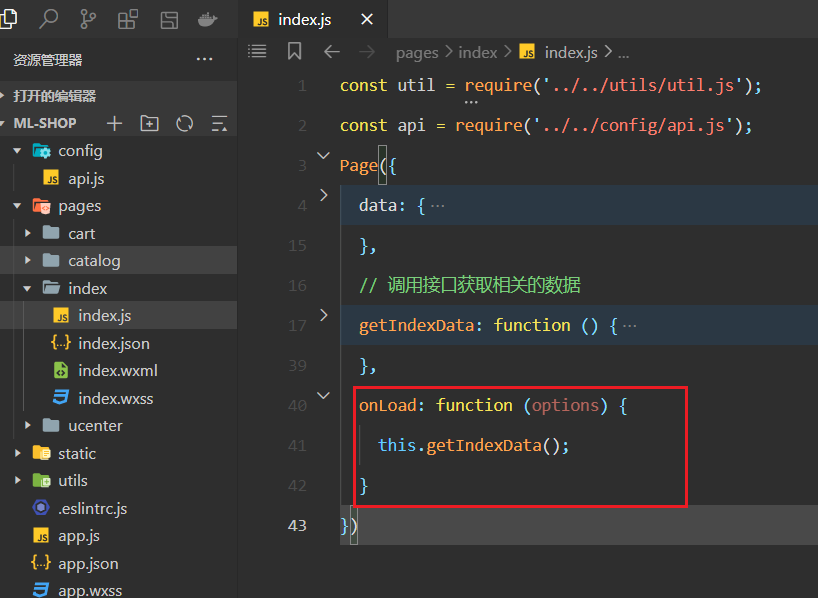 index.js
资源管理器
打开的编辑器
ML-SHOP
config
api.js
pages
cart
catalog
index
index.js
index.json
index.wxml
index.wxss
ucenter
static
utils
.eslintrc.js
app.js
app.json
app.wxss
pages > index > index.js > ...
1 const util = require('../../utils/util.js');
2 const api = require('../../config/api.js');
3 Page({
4 data: { ···
15 },
16 // 调用接口获取相关的数据
17 getIndexData: function () { ···
39 },
40 onLoad: function (options) {
41 this.getIndexData();
42 }
43 })